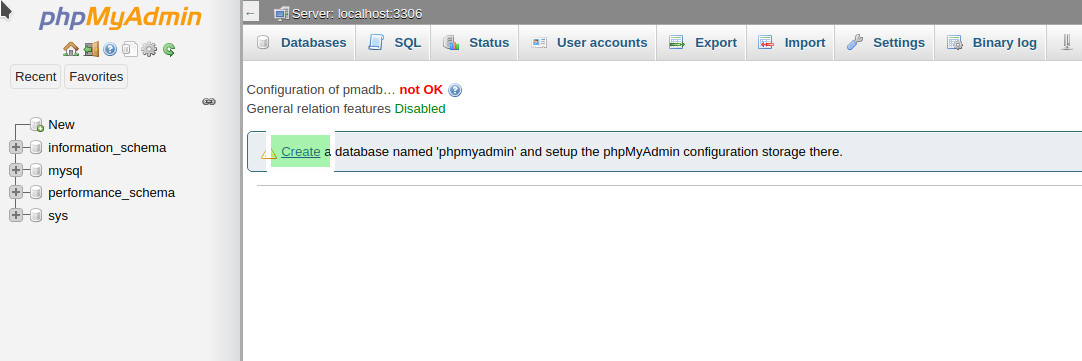 phpMyAdmin
Recent Favorites
New
information_schema
mysql
performance_schema
sys
← Server: localhost:3306
Databases SQL Status User accounts Export Import Settings Binary log
Configuration of pmadb… not OK
General relation features Disabled
Create a database named 'phpmyadmin' and setup the phpMyAdmin configuration storage there.